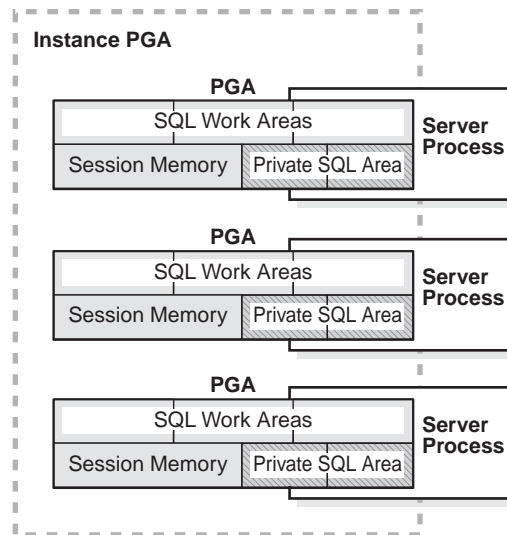 Instance PGA
PGA
SQL Work Areas
Server
Process
Session Memory
Private SQL Area
PGA
SQL Work Areas
Server
Process
Session Memory
Private SQL Area
PGA
SQL Work Areas
Server
Process
Session Memory
Private SQL Area